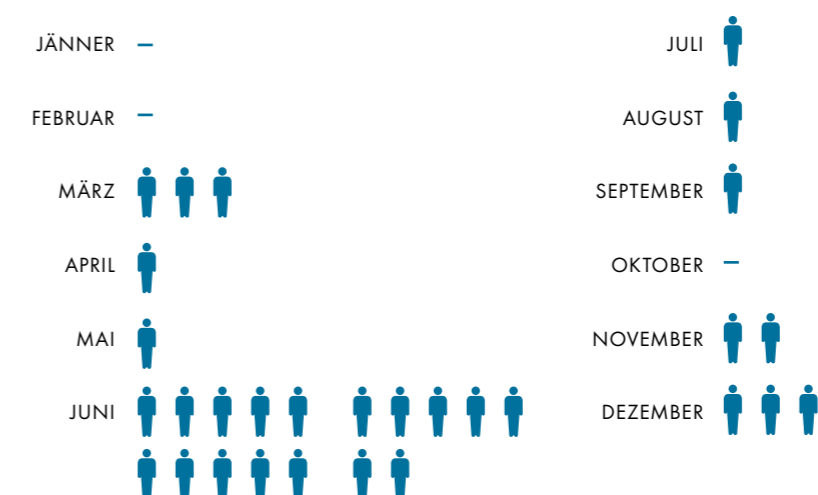 JÄNNER –
FEBRUAR –
MÄRZ
APRIL
MAI
JUNI
JULI
AUGUST
SEPTEMBER
OKTOBER –
NOVEMBER
DEZEMBER